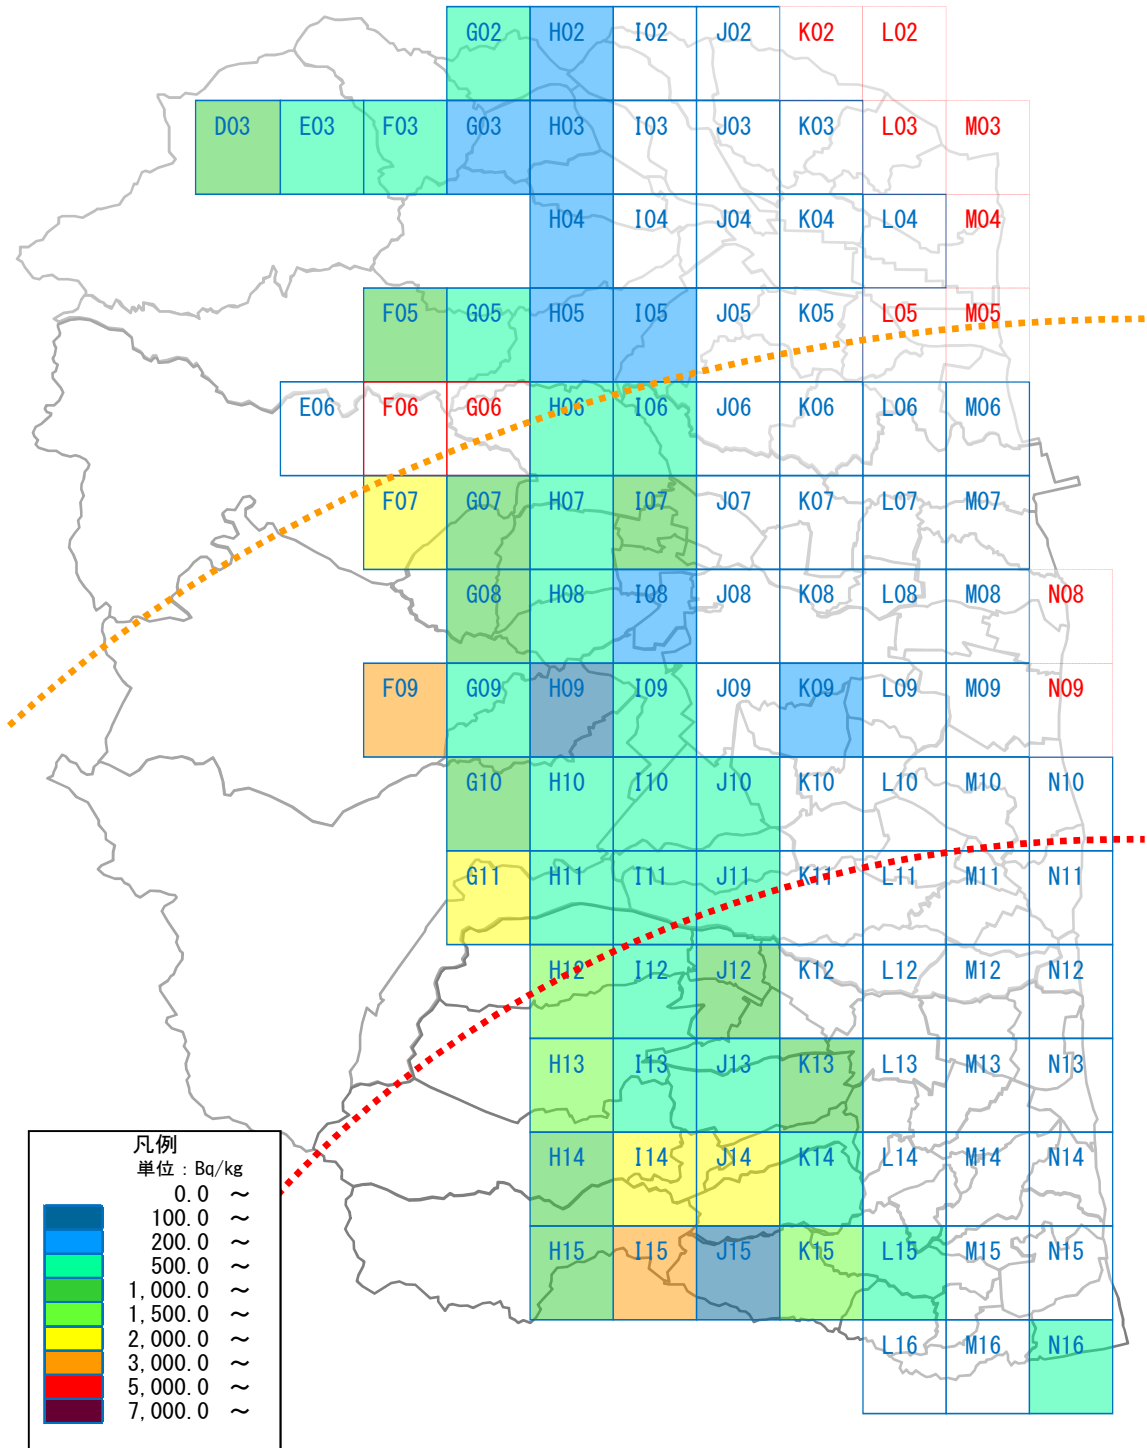 G02 H02 I02 J02 K02 L02
D03 E03 F03 G03 H03 I03 J03 K03 L03 M03
H04 I04 J04 K04 L04 M04
F05 G05 H05 I05 J05 K05 L05 M05
E06 F06 G06 H06 I06 J06 K06 L06 M06
F07 G07 H07 I07 J07 K07 L07 M07
G08 H08 I08 J08 K08 L08 M08 N08
F09 G09 H09 I09 J09 K09 L09 M09 N09
G10 H10 I10 J10 K10 L10 M10 N10
G11 H11 I11 J11 K11 L11 M11 N11
H12 I12 J12 K12 L12 M12 N12
H13 I13 J13 K13 L13 M13 N13
H14 I14 J14 K14 L14 M14 N14
H15 I15 J15 K15 L15 M15 N15
L16 M16 N16
凡例
単位：Bq/kg
0.0 ～
100.0 ～
200.0 ～
500.0 ～
1,000.0 ～
1,500.0 ～
2,000.0 ～
3,000.0 ～
5,000.0 ～
7,000.0 ～